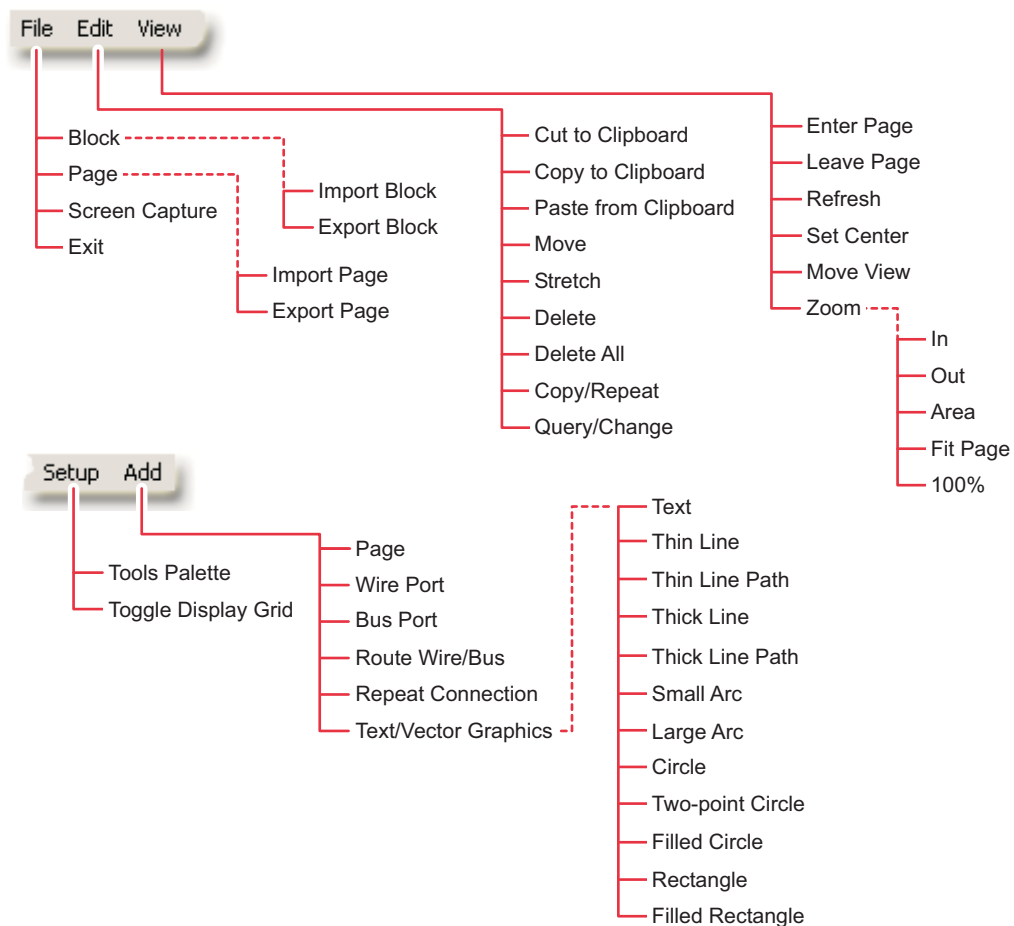 File Edit View
Block
Page
Screen Capture
Exit
Import Block
Export Block
Import Page
Export Page
Cut to Clipboard
Copy to Clipboard
Paste from Clipboard
Move
Stretch
Delete
Delete All
Copy/Repeat
Query/Change
Enter Page
Leave Page
Refresh
Set Center
Move View
Zoom
In
Out
Area
Fit Page
100%
Setup Add
Tools Palette
Toggle Display Grid
Page
Wire Port
Bus Port
Route Wire/Bus
Repeat Connection
Text/Vector Graphics
Text
Thin Line
Thin Line Path
Thick Line
Thick Line Path
Small Arc
Large Arc
Circle
Two-point Circle
Filled Circle
Rectangle
Filled Rectangle